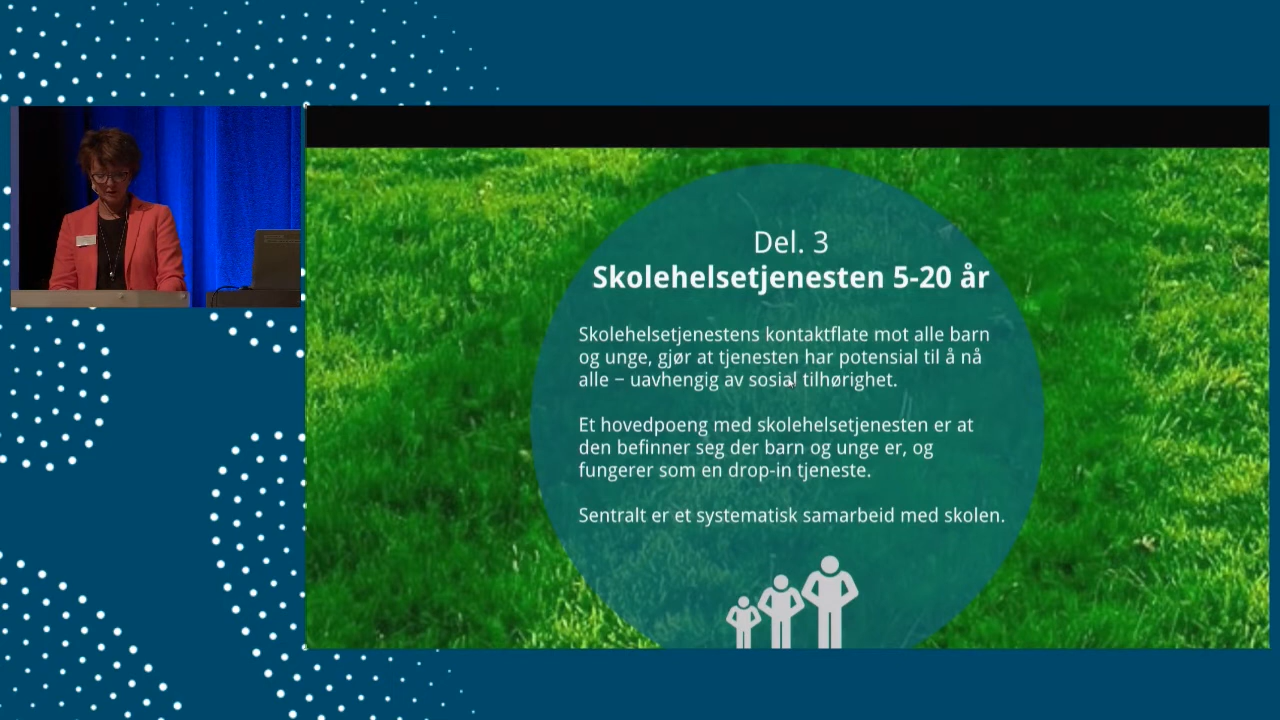 Del. 3
Skolehelsetjenesten 5-20 år
Skolehelsetjenestens kontaktflate mot alle barn
og unge, gjør at tjenesten har potensial til å nå
alle – uavhengig av sosial tilhørighet.
Et hovedpoeng med skolehelsetjenesten er at
den befinner seg der barn og unge er, og
fungerer som en drop-in tjeneste.
Sentralt er et systematisk samarbeid med skolen.